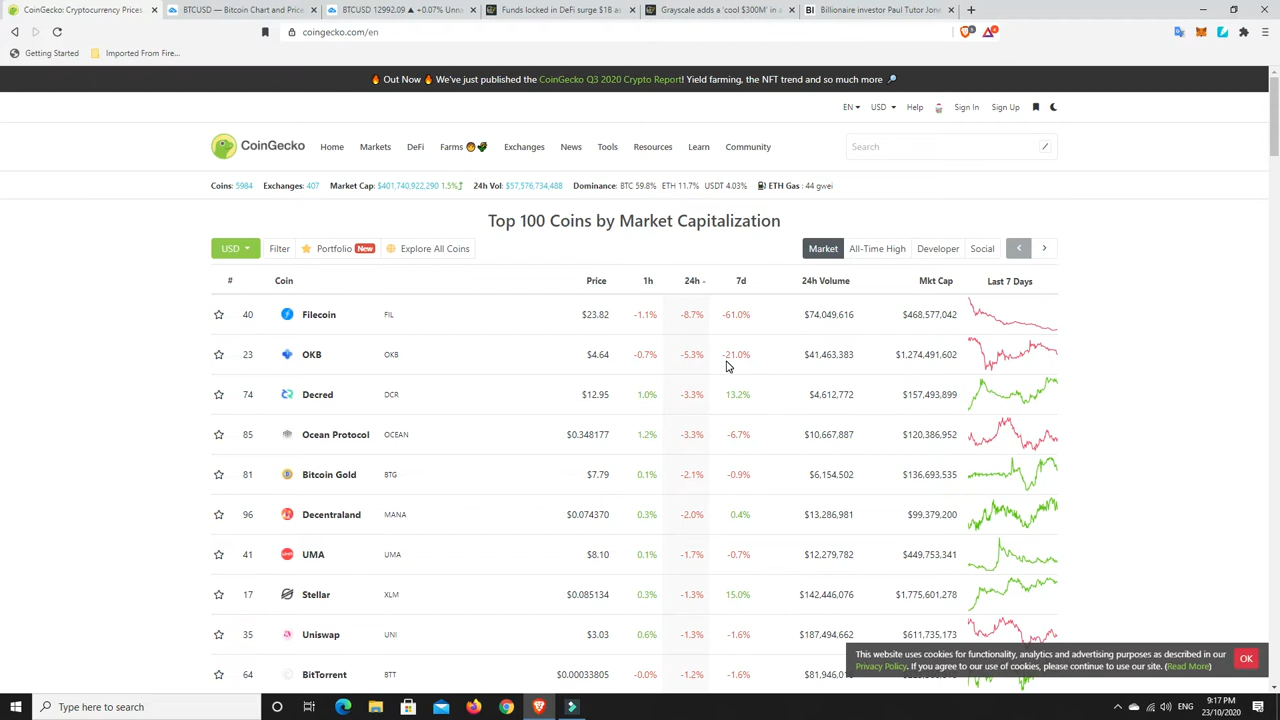 CoinGecko: Cryptocurrency Prices
BTCUSD — Bitcoin Chart and Price
BTCUSD 12992.09 ▲ +0.07% Unna
Funds locked in DeFi surge $1B as
Grayscale adds a 'cool $300M' in a
Billionaire investor Paul Tutor Jone
coingecko.com/en
Getting Started
Imported From Fire...
🔥 Out Now 🔥 We've just published the CoinGecko Q3 2020 Crypto Report! Yield farming, the NFT trend and so much more 🔎
EN USD Help Sign In Sign Up
CoinGecko Home Markets DeFi Farms Exchanges News Tools Resources Learn Community Search /
Coins: 5984 Exchanges: 407 Market Cap: $401,740,922,290 1.5% 24h Vol: $57,576,734,488 Dominance: BTC 59.8% ETH 11.7% USDT 4.03% ETH Gas: 44 gwei
Top 100 Coins by Market Capitalization
USD Filter Portfolio New Explore All Coins Market All-Time High Developer Social < >
# Coin Price 1h 24h 7d 24h Volume Mkt Cap Last 7 Days
40 Filecoin FIL $23.82 -1.1% -8.7% -61.0% $74,049,616 $468,577,042
23 OKB OKB $4.64 -0.7% -5.3% -21.0% $41,463,383 $1,274,491,602
74 Decred DCR $12.95 1.0% -3.3% 13.2% $4,612,772 $157,493,899
85 Ocean Protocol OCEAN $0.348177 1.2% -3.3% -6.7% $10,667,887 $120,386,952
81 Bitcoin Gold BTG $7.79 0.1% -2.1% -0.9% $6,154,502 $136,693,535
96 Decentraland MANA $0.074370 0.3% -2.0% 0.4% $13,286,981 $99,379,200
41 UMA UMA $8.10 0.1% -1.7% -0.7% $12,279,782 $449,753,341
17 Stellar XLM $0.085134 0.3% -1.3% 15.0% $142,446,076 $1,775,601,278
35 Uniswap UNI $3.03 0.6% -1.3% -1.6% $187,494,662 $611,735,173
64 BitTorrent BTT $0.00033805 -0.0% -1.2% -1.6%
This website uses cookies for functionality, analytics and advertising purposes as described in our
Privacy Policy. If you agree to our use of cookies, please continue to use our site. (Read More)
OK
Type here to search
ENG
9:17 PM
23/10/2020